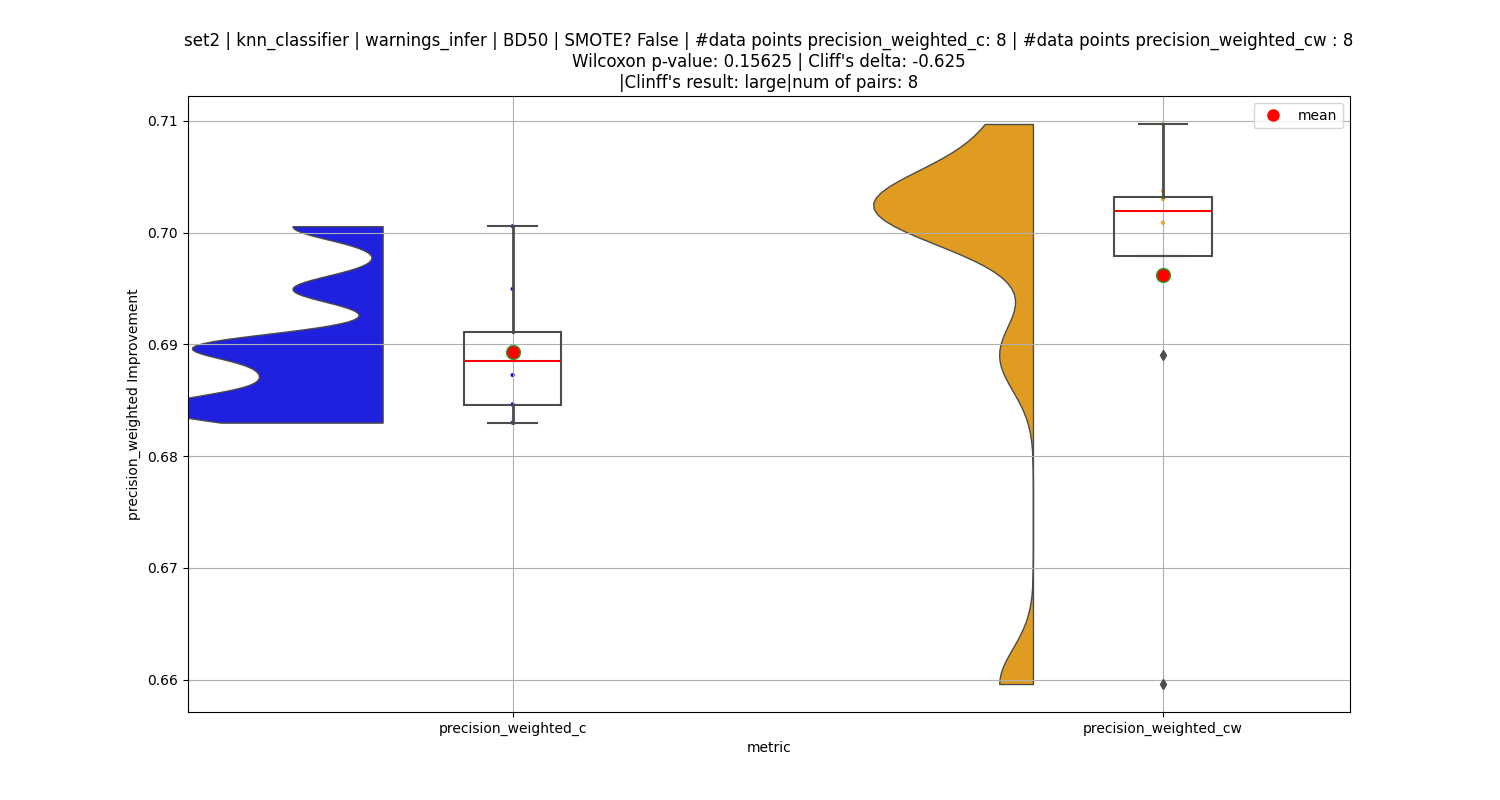 set2 | knn_classifier | warnings_infer | BD50 | SMOTE? False | #data points precision_weighted_c: 8 | #data points precision_weighted_cw : 8
Wilcoxon p-value: 0.15625 | Cliff's delta: -0.625
|Clinff's result: large|num of pairs: 8
mean
0.71
0.70
0.69
0.68
0.67
0.66
precision_weighted Improvement
precision_weighted_c
precision_weighted_cw
metric